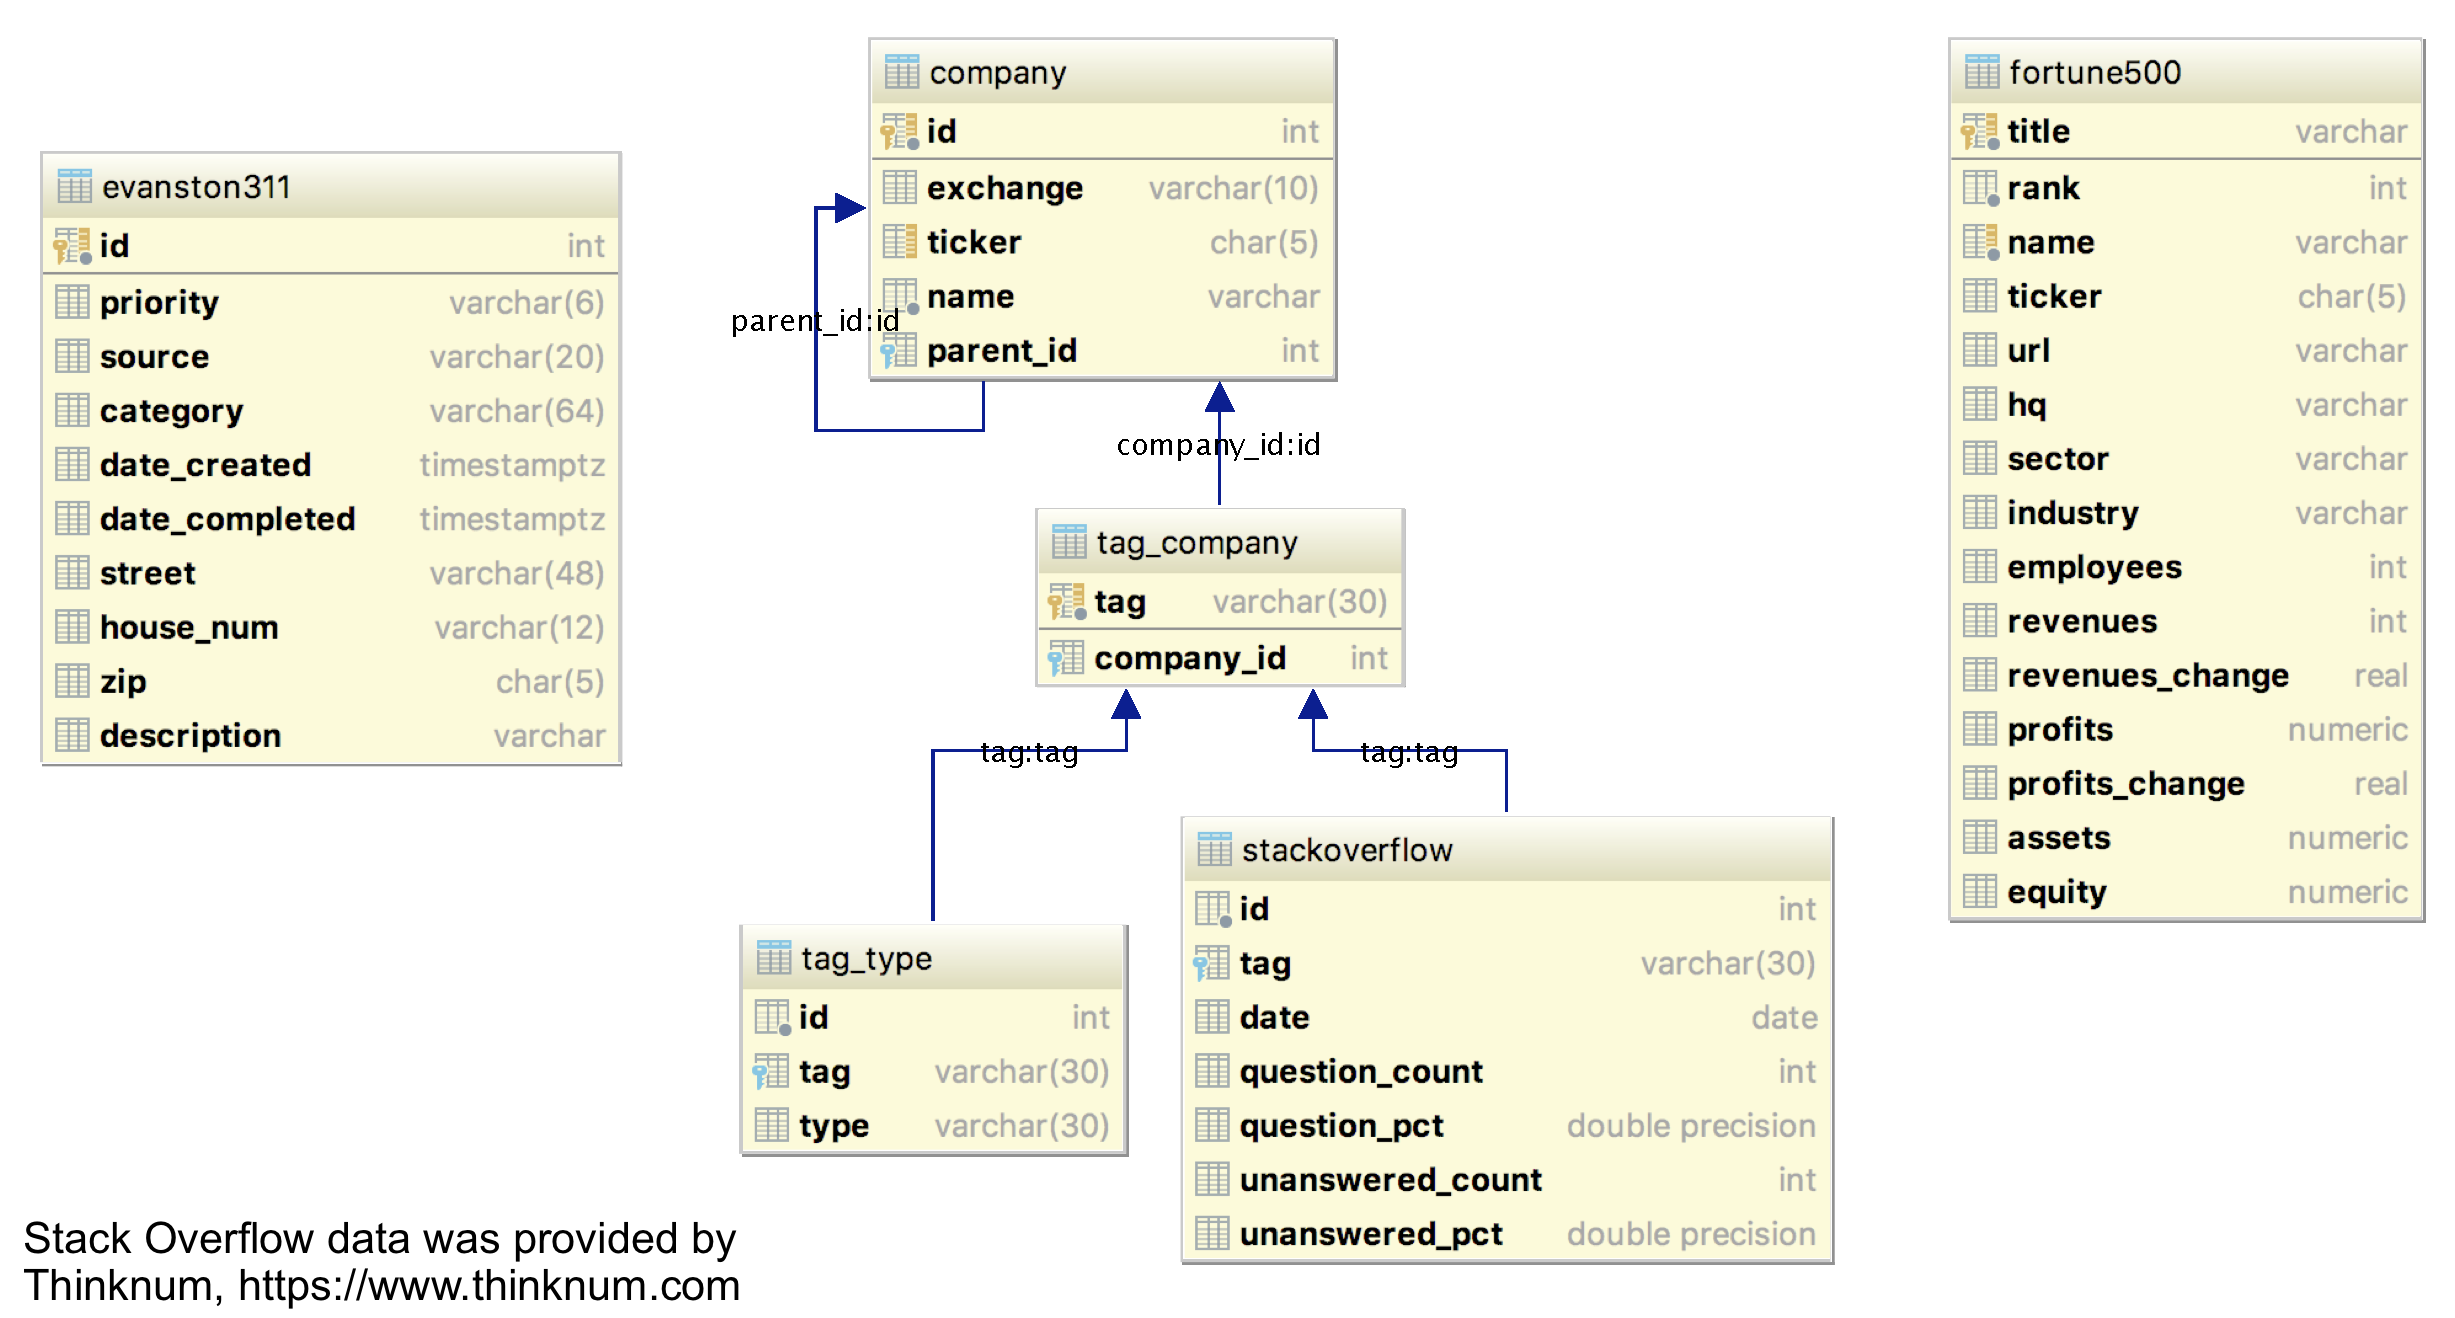 evanston311
id int
priority varchar(6)
source varchar(20)
category varchar(64)
date_created timestamptz
date_completed timestamptz
street varchar(48)
house_num varchar(12)
zip char(5)
description varchar
company
id int
exchange varchar(10)
ticker char(5)
name varchar
parent_id int
parent_id:id
company_id:id
tag_company
tag varchar(30)
company_id int
tag:tag
tag:tag
tag_type
id int
tag varchar(30)
type varchar(30)
stackoverflow
id int
tag varchar(30)
date date
question_count int
question_pct double precision
unanswered_count int
unanswered_pct double precision
fortune500
title varchar
rank int
name varchar
ticker char(5)
url varchar
hq varchar
sector varchar
industry varchar
employees int
revenues int
revenues_change real
profits numeric
profits_change real
assets numeric
equity numeric
Stack Overflow data was provided by
Thinknum, https://www.thinknum.com